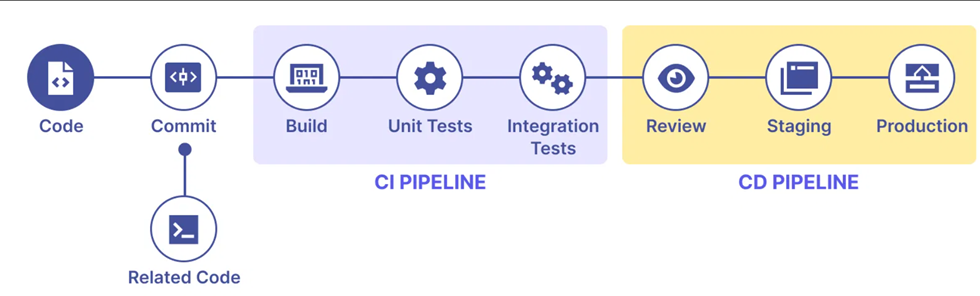 Code
Commit
Build
Unit Tests
Integration
Tests
Review
Staging
Production
CI PIPELINE
CD PIPELINE
Related Code